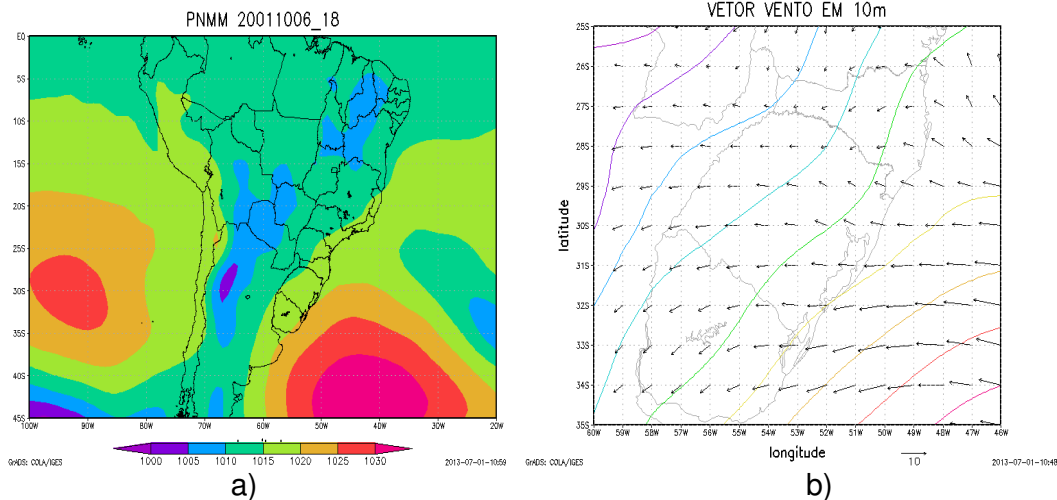 PNMM 20011006_18
EQ
5S
10S
15S
20S
25S
30S
35S
40S
45S
100W 90W 80W 70W 60W 50W 40W 30W 20W
1000 1005 1010 1015 1020 1025 1030
GrADS: COLA/IGES
2013-07-01-10:59
a)
VETOR VENTO EM 10m
25S
26S
27S
28S
29S
30S
31S
32S
33S
34S
35S
latitude
60W 59W 58W 57W 56W 55W 54W 53W 52W 51W 50W 49W 48W 47W 46W
longitude
10
GrADS: COLA/IGES
2013-07-01-10:48
b)